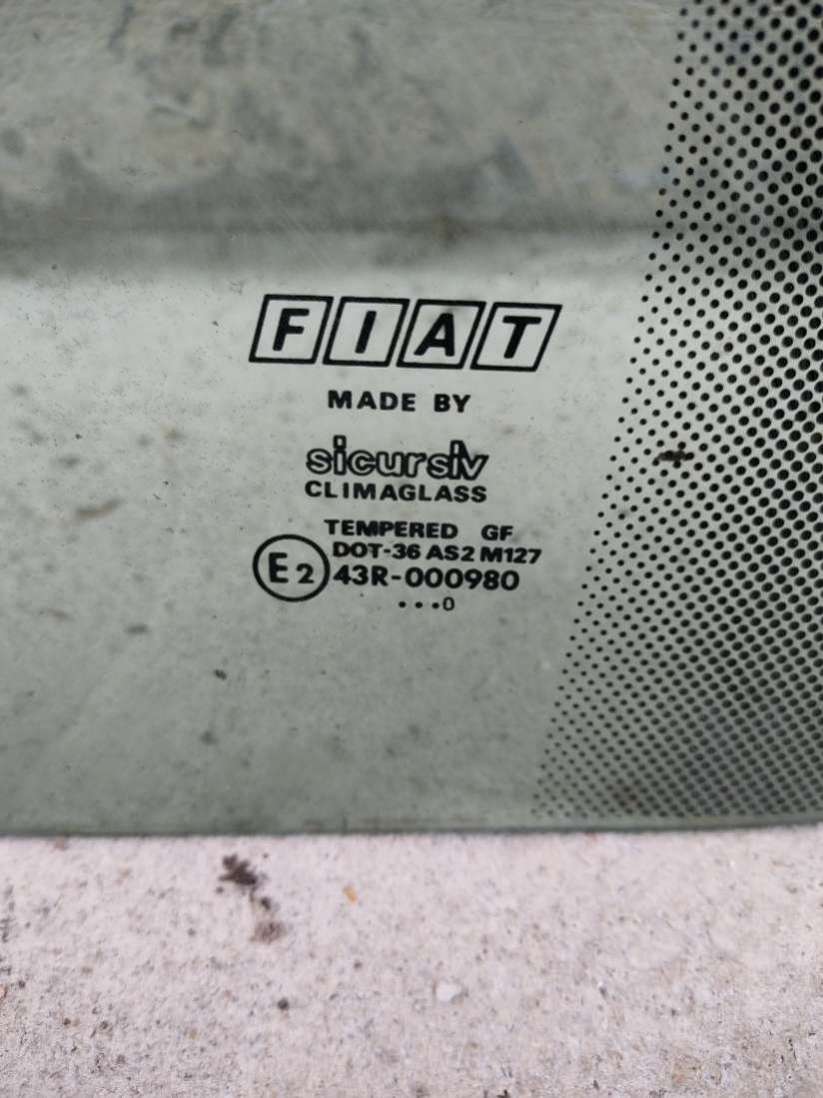 FIAT
MADE BY
sicursiv
CLIMAGLASS
TEMPERED GF
DOT-36 AS2 M127
E2 43R-000980
...0